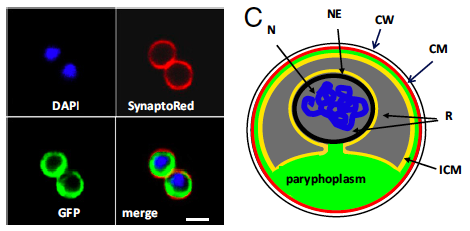 DAPI
SynaptoRed
GFP
merge
C
N
NE
CW
CM
R
ICM
paryphoplasm